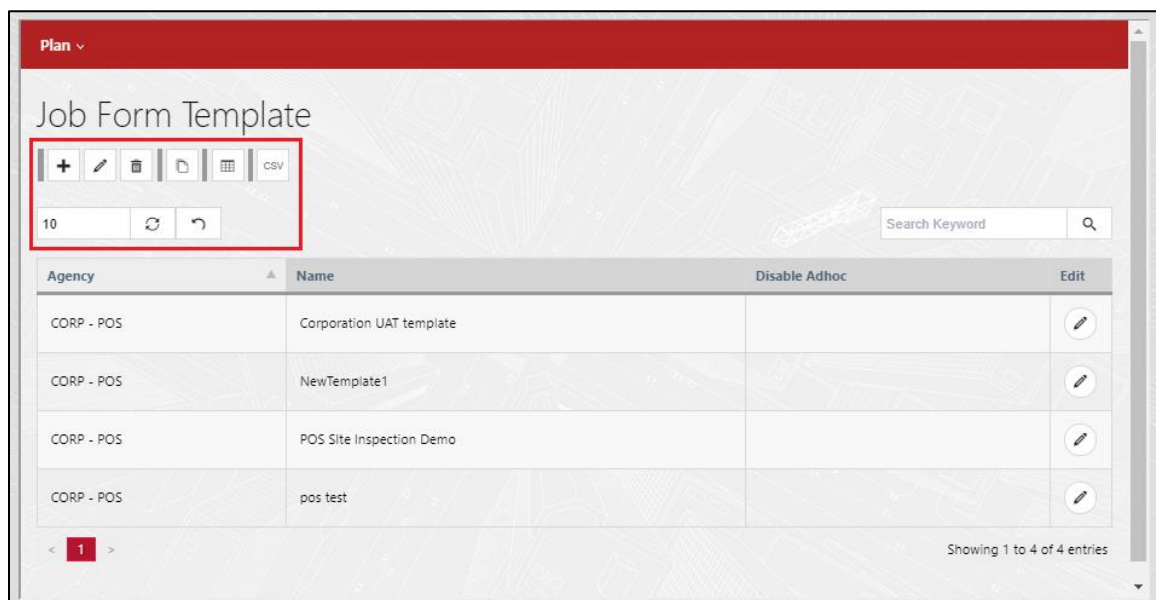 Plan
Job Form Template
CSV
10
Search Keyword
Agency Name Disable Adhoc Edit
CORP - POS Corporation UAT template
CORP - POS NewTemplate1
CORP - POS POS SIte Inspection Demo
CORP - POS pos test
< 1 > Showing 1 to 4 of 4 entries